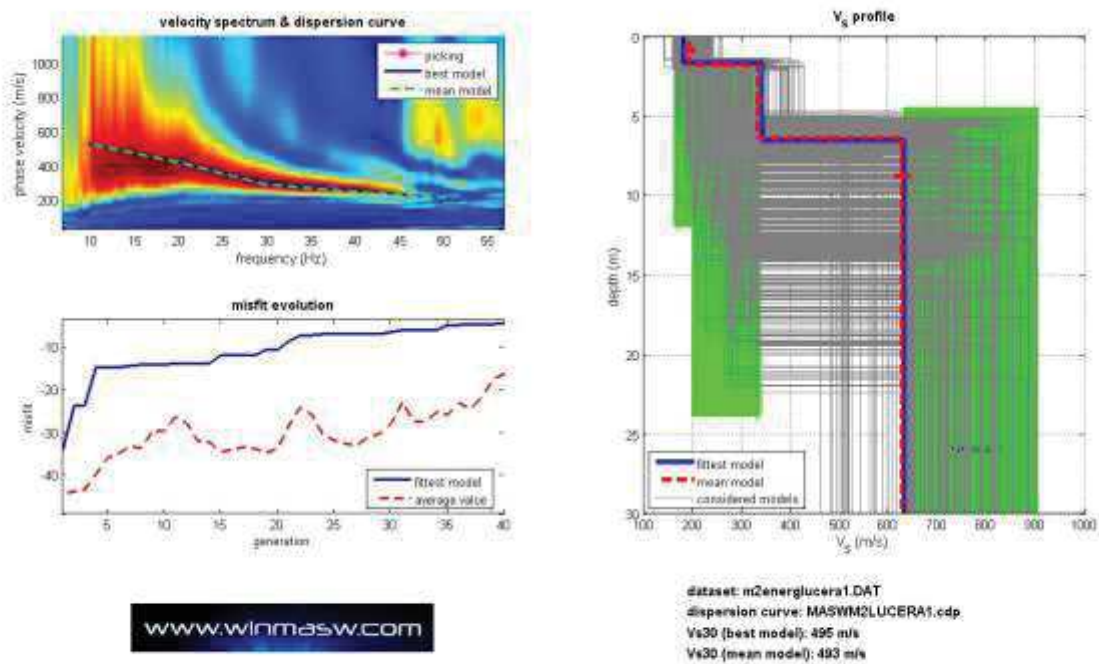 velocity spectrum & dispersion curve
1000
800
600
400
200
phase velocity (m/s)
picking
best model
mean model
10 15 20 25 30 35 40 45 50 55
frequency (Hz)
misfit evolution
-10
-20
-30
-40
misfit
fittest model
average value
5 10 15 20 25 30 35 40
generation
www.winmasw.com
VS profile
0
5
10
15
20
25
30
depth (m)
fittest model
mean model
considered models
100 200 300 400 500 600 700 800 900 1000
VS (m/s)
dataset: m2energlucera1.DAT
dispersion curve: MASWM2LUCERA1.cdp
Vs30 (best model): 495 m/s
Vs30 (mean model): 493 m/s